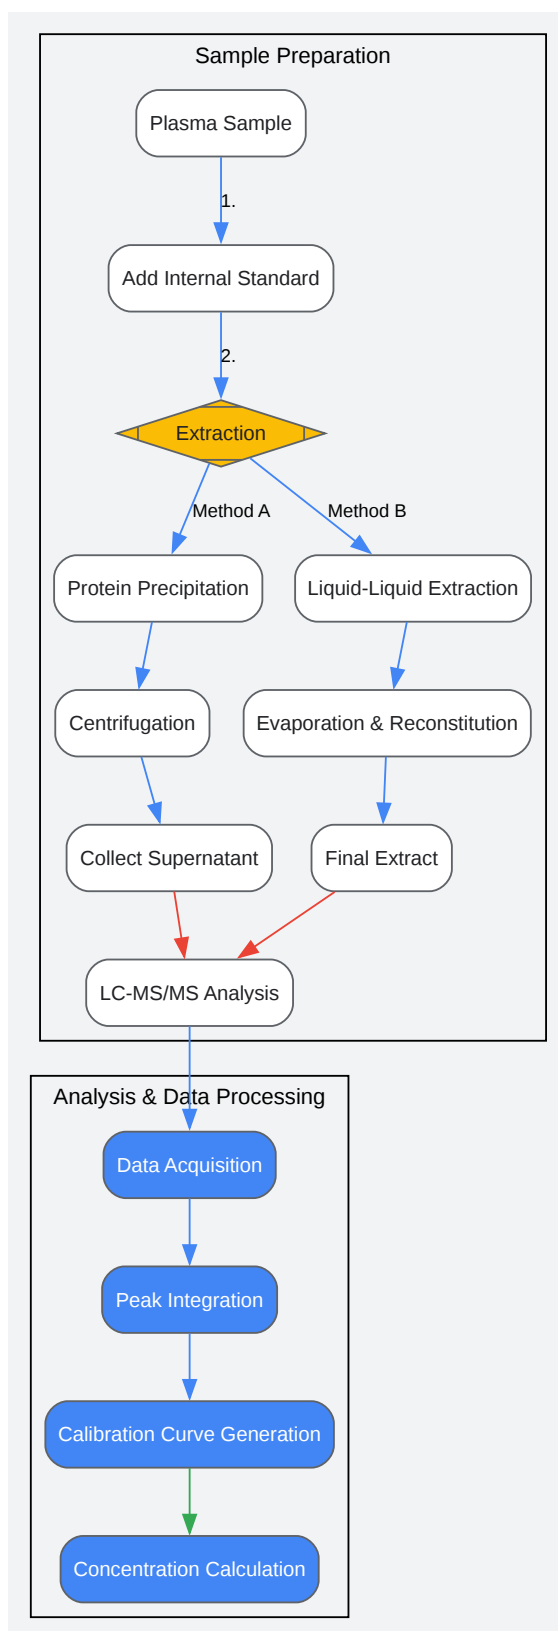 Sample Preparation
Plasma Sample
1.
Add Internal Standard
2.
Extraction
Method A
Method B
Protein Precipitation
Liquid-Liquid Extraction
Centrifugation
Evaporation & Reconstitution
Collect Supernatant
Final Extract
LC-MS/MS Analysis
Analysis & Data Processing
Data Acquisition
Peak Integration
Calibration Curve Generation
Concentration Calculation